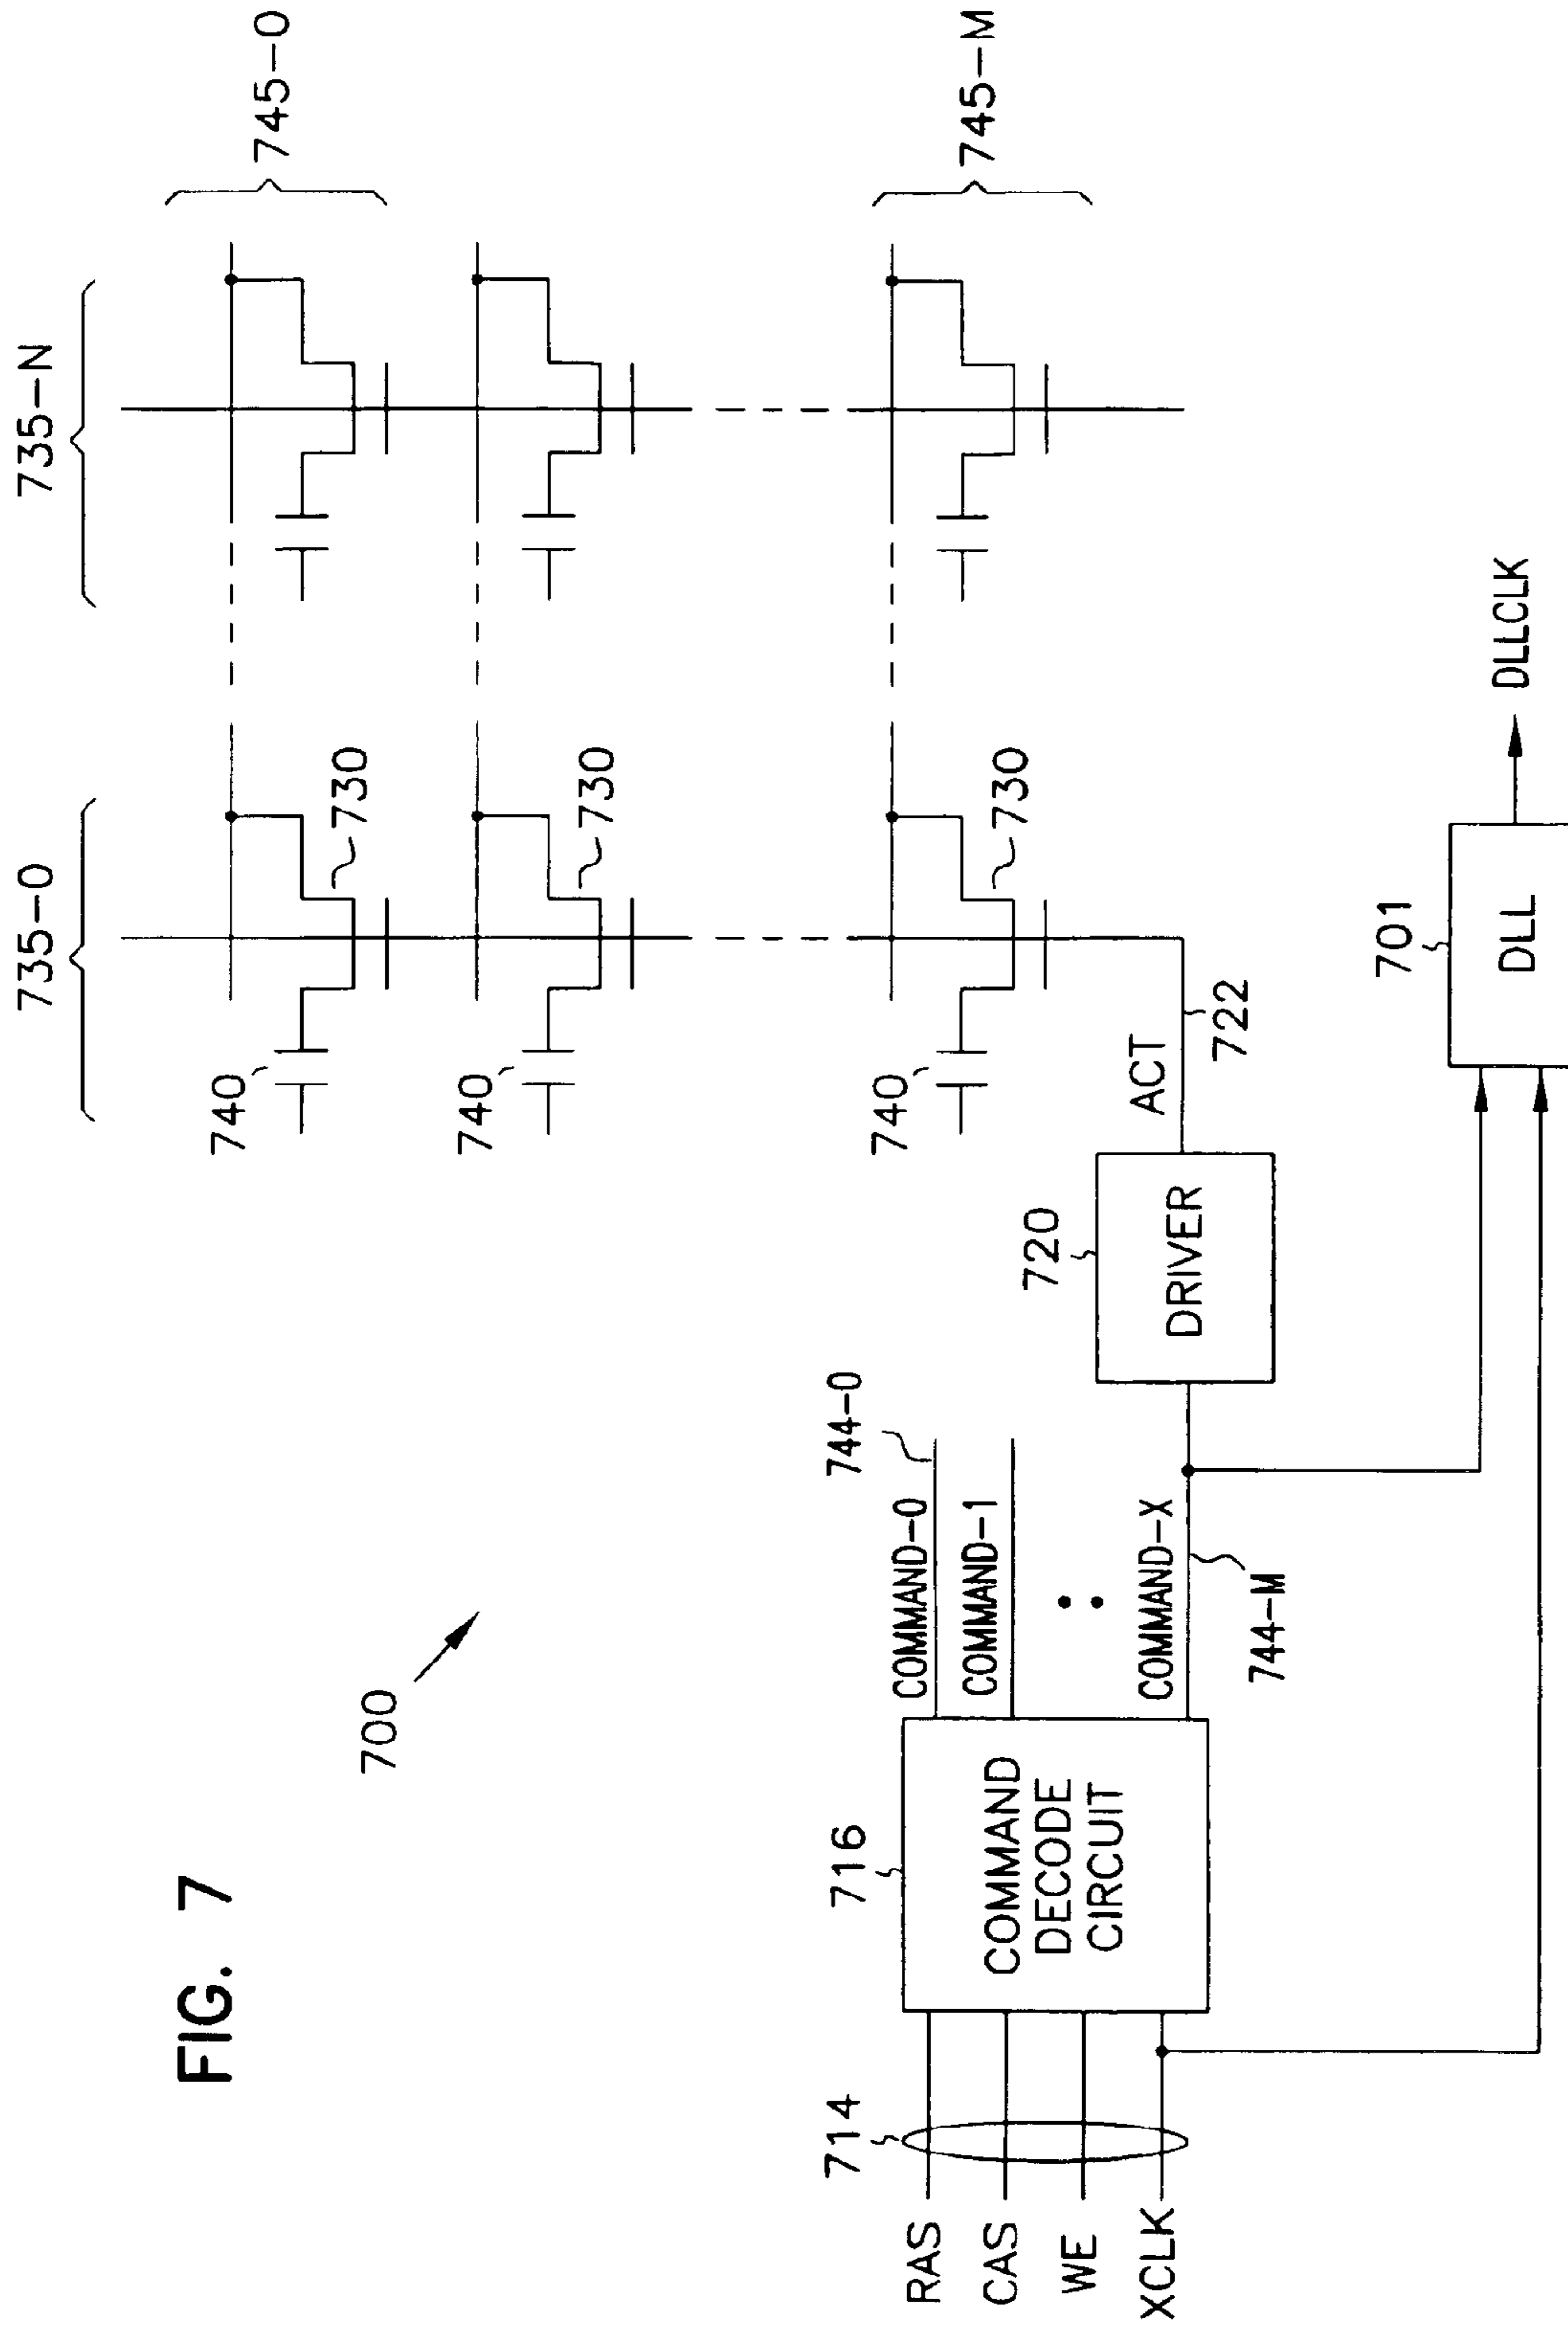 FIG. 7
700
735-0
735-N
745-0
740
730
740
730
745-M
740
730
714
716
744-0
RAS
CAS
WE
XCLK
COMMAND
DECODE
CIRCUIT
COMMAND-0
COMMAND-1
COMMAND-X
744-M
720
DRIVER
ACT
722
701
DLL
DLLCLK